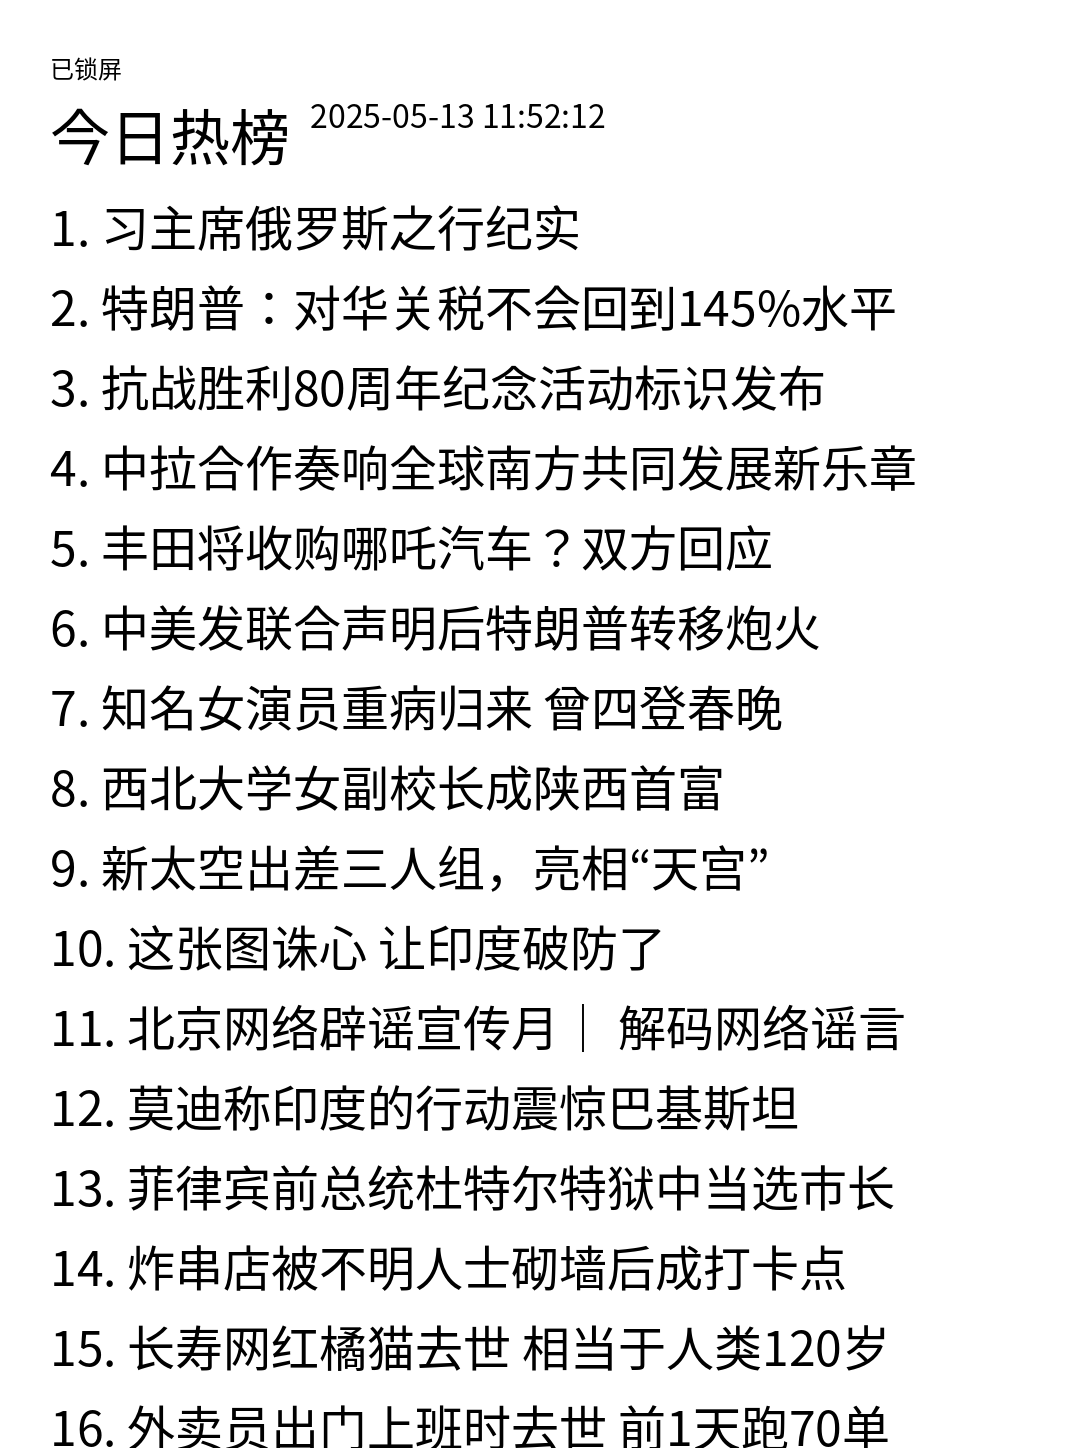 已锁屏
今日热榜 2025-05-13 11:52:12
1. 习主席俄罗斯之行纪实
2. 特朗普：对华关税不会回到145%水平
3. 抗战胜利80周年纪念活动标识发布
4. 中拉合作奏响全球南方共同发展新乐章
5. 丰田将收购哪吒汽车？双方回应
6. 中美发联合声明后特朗普转移炮火
7. 知名女演员重病归来 曾四登春晚
8. 西北大学女副校长成陕西首富
9. 新太空出差三人组，亮相“天宫”
10. 这张图诛心 让印度破防了
11. 北京网络辟谣宣传月｜ 解码网络谣言
12. 莫迪称印度的行动震惊巴基斯坦
13. 菲律宾前总统杜特尔特狱中当选市长
14. 炸串店被不明人士砌墙后成打卡点
15. 长寿网红橘猫去世 相当于人类120岁
16. 外卖员出门上班时去世 前1天跑70单